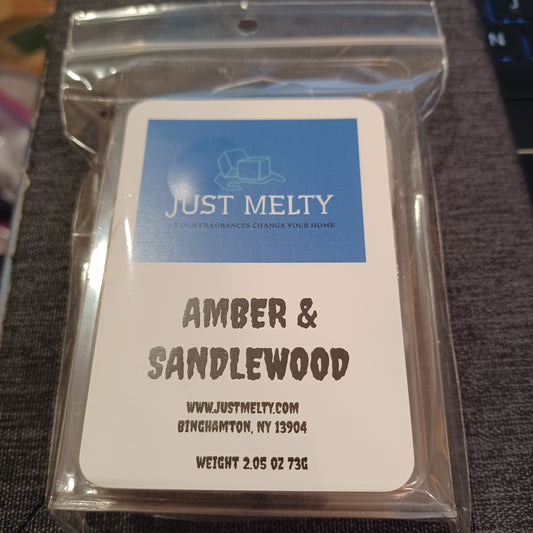 JUST MELTY
OUR FRAGRANCES CHANGE YOUR HOME
AMBER &
SANDLEWOOD
WWW.JUSTMELTY.COM
BINGHAMTON, NY 13904
WEIGHT 2.05 OZ 73G
J
N